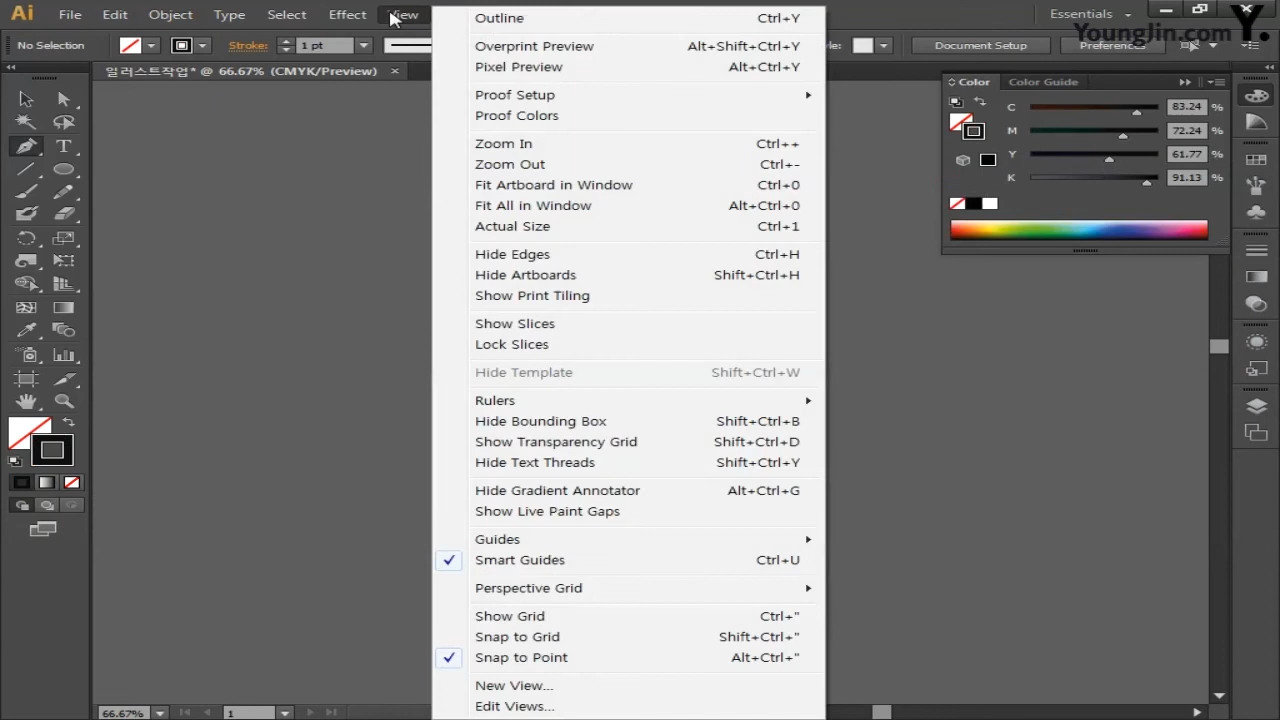 Ai File Edit Object Type Select Effect View Essentials
Younglin.com Y.
No Selection Stroke: 1 pt Document Setup Preferences
일러스트작업* @ 66.67% (CMYK/Preview) ×
Outline Ctrl+Y
Overprint Preview Alt+Shift+Ctrl+Y
Pixel Preview Alt+Ctrl+Y
Proof Setup
Proof Colors
Zoom In Ctrl++
Zoom Out Ctrl+-
Fit Artboard in Window Ctrl+0
Fit All in Window Alt+Ctrl+0
Actual Size Ctrl+1
Hide Edges Ctrl+H
Hide Artboards Shift+Ctrl+H
Show Print Tiling
Show Slices
Lock Slices
Hide Template Shift+Ctrl+W
Rulers
Hide Bounding Box Shift+Ctrl+B
Show Transparency Grid Shift+Ctrl+D
Hide Text Threads Shift+Ctrl+Y
Hide Gradient Annotator Alt+Ctrl+G
Show Live Paint Gaps
Guides
Smart Guides Ctrl+U
Perspective Grid
Show Grid Ctrl+"
Snap to Grid Shift+Ctrl+"
Snap to Point Alt+Ctrl+"
New View...
Edit Views...
Color Color Guide
C 83.24 %
M 72.24 %
Y 61.77 %
K 91.13 %
66.67% 1